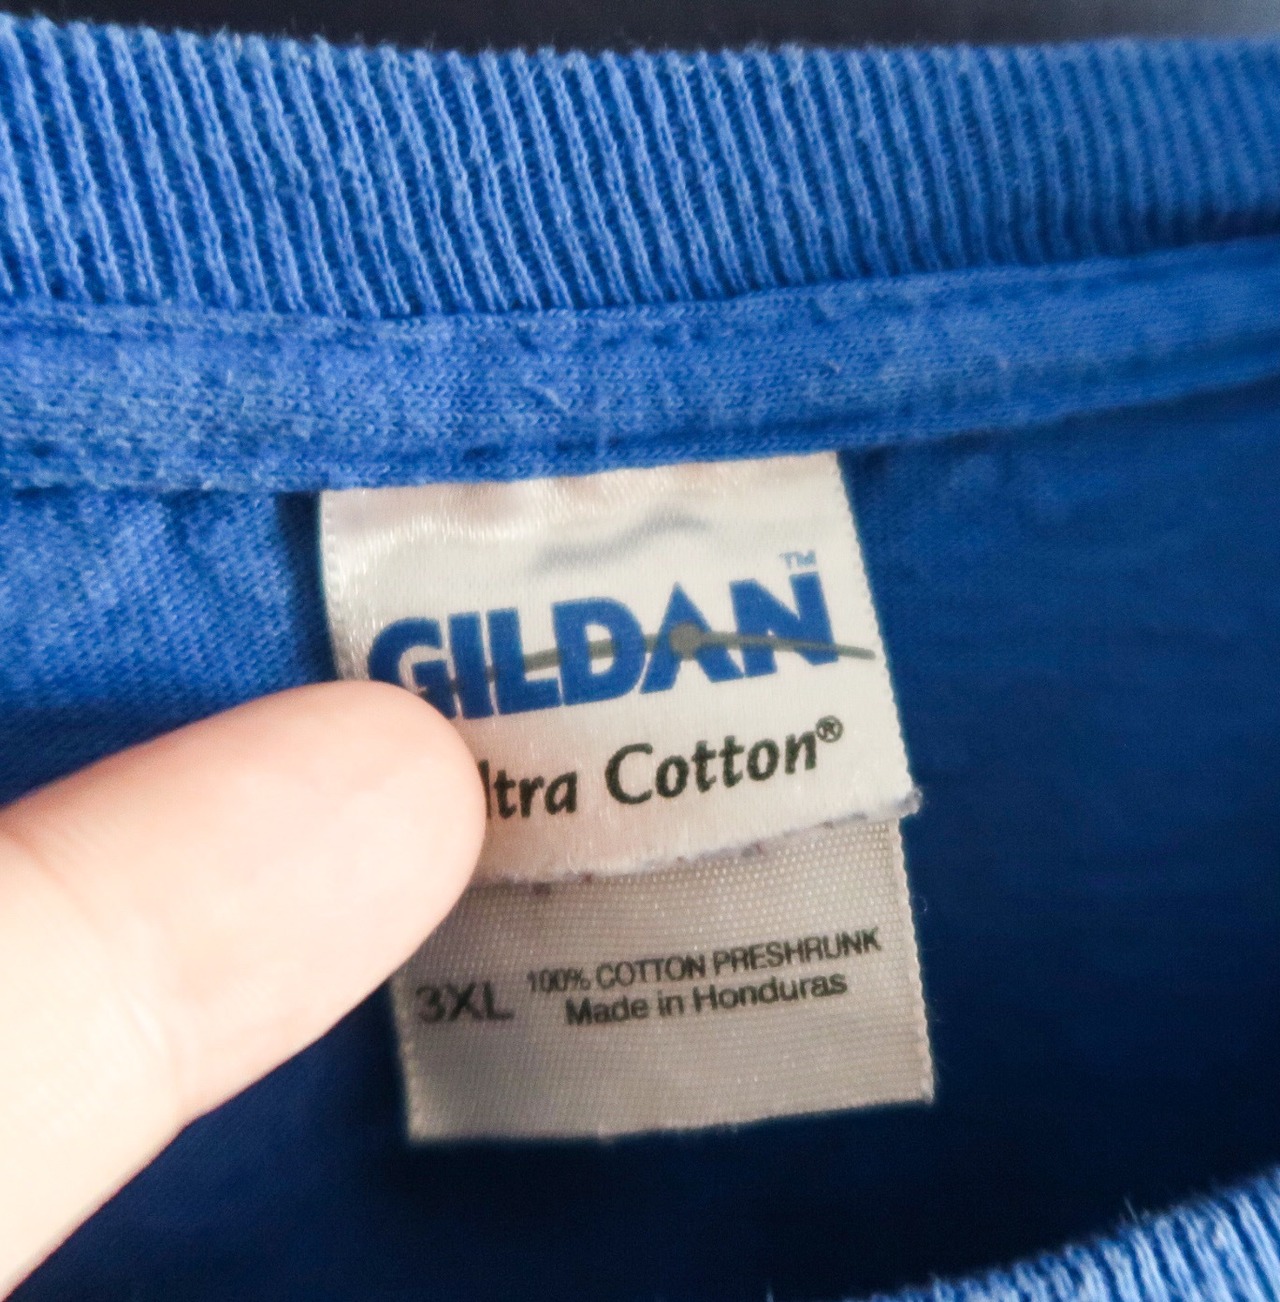 GILDAN™
ltra Cotton®
3XL 100% COTTON PRESHRUNK
Made in Honduras